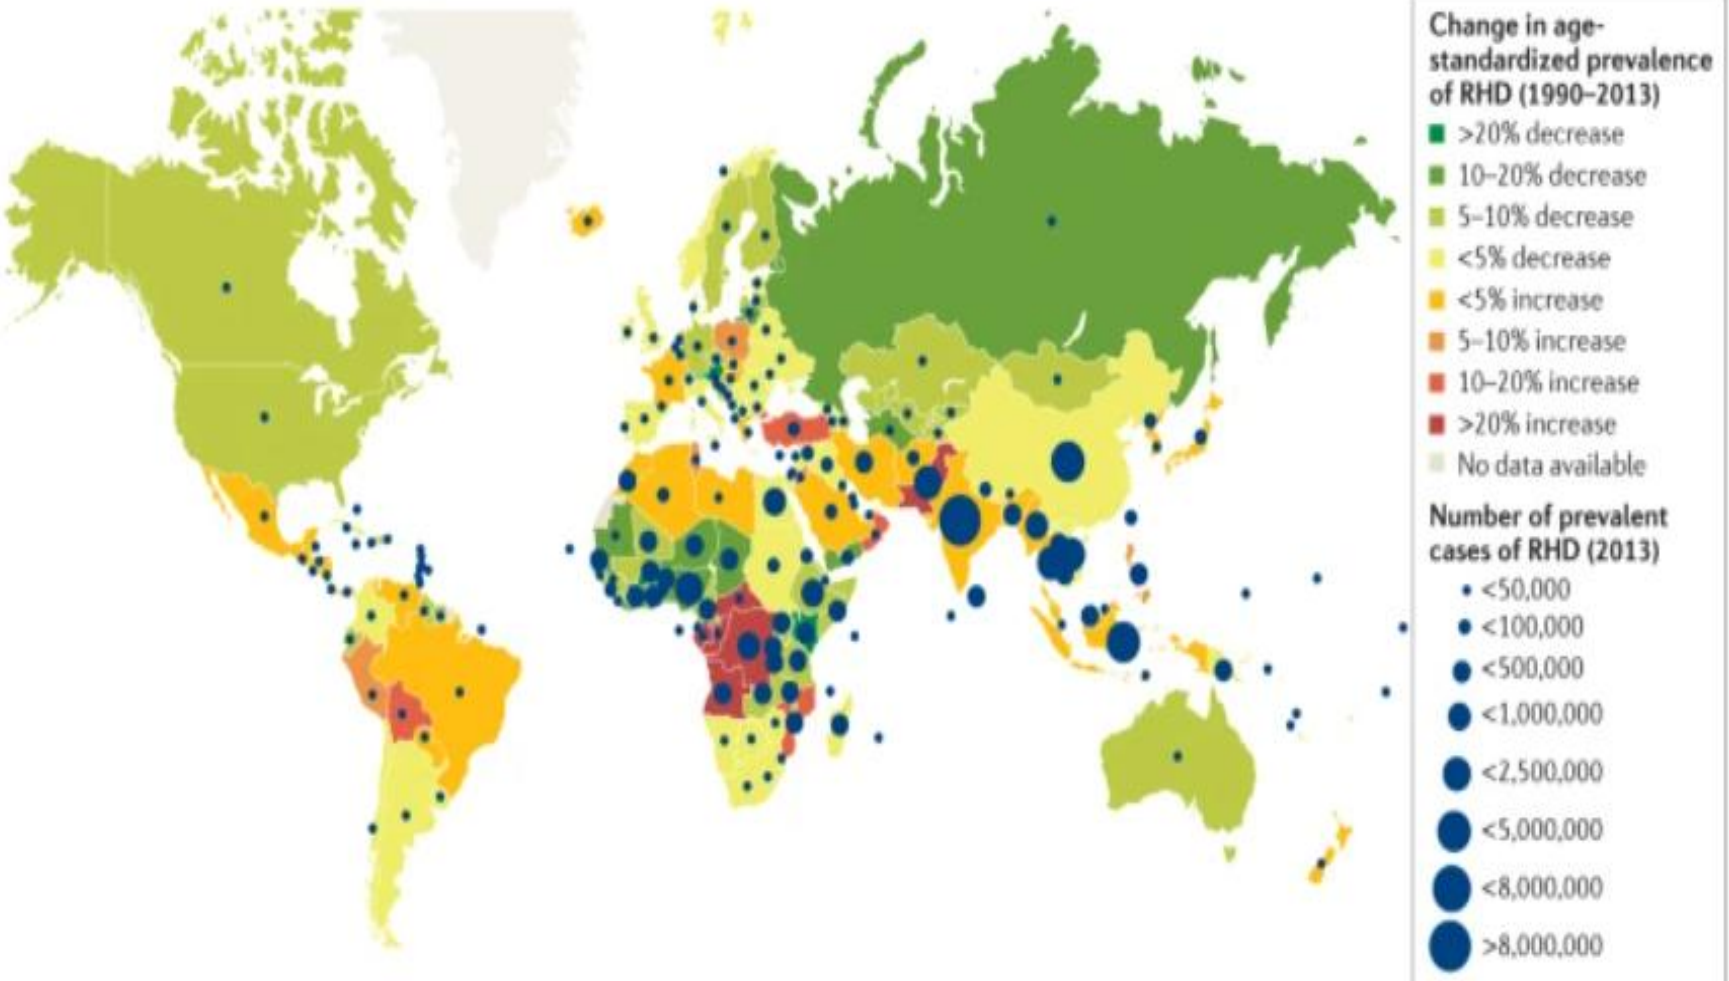 Change in age-
standardized prevalence
of RHD (1990–2013)
>20% decrease
10–20% decrease
5–10% decrease
<5% decrease
<5% increase
5–10% increase
10–20% increase
>20% increase
No data available
Number of prevalent
cases of RHD (2013)
<50,000
<100,000
<500,000
<1,000,000
<2,500,000
<5,000,000
<8,000,000
>8,000,000